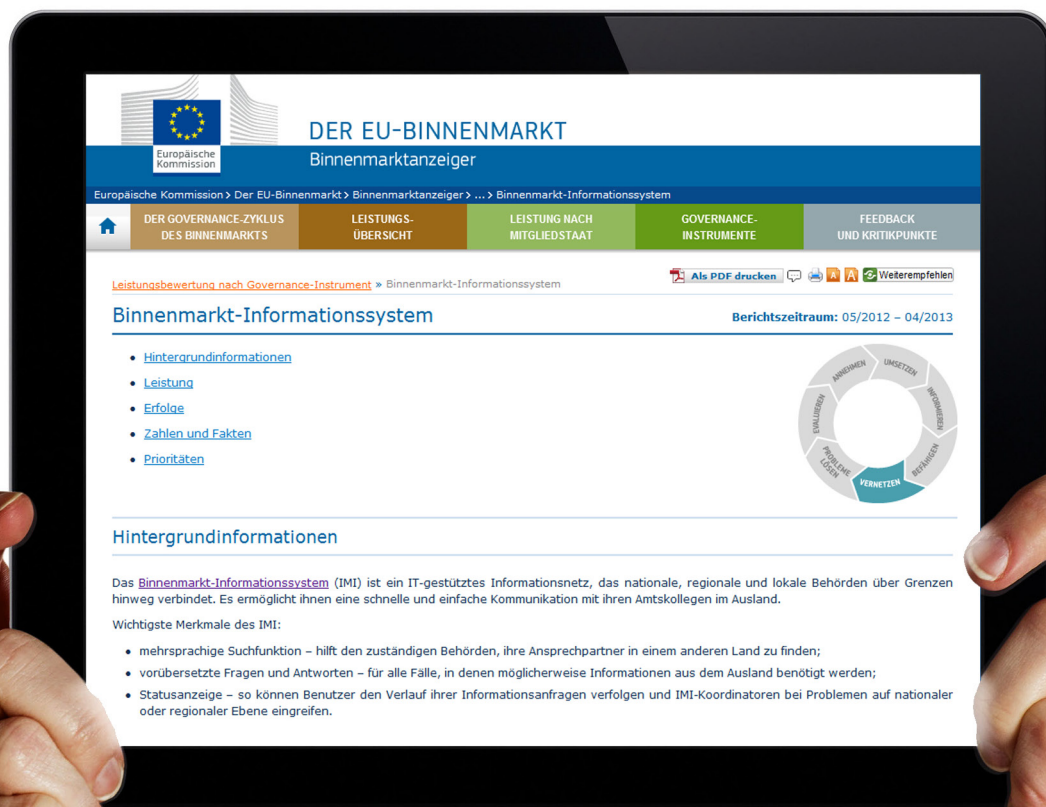 DER EU-BINNENMARKT
Europäische
Kommission
Binnenmarktanzeiger
Europäische Kommission > Der EU-Binnenmarkt > Binnenmarktanzeiger > ... > Binnenmarkt-Informationssystem
DER GOVERNANCE-ZYKLUS
DES BINNENMARKTS
LEISTUNGS-
ÜBERSICHT
LEISTUNG NACH
MITGLIEDSTAAT
GOVERNANCE-
INSTRUMENTE
FEEDBACK
UND KRITIKPUNKTE
Als PDF drucken A A Weiterempfehlen
Leistungsbewertung nach Governance-Instrument » Binnenmarkt-Informationssystem
Binnenmarkt-Informationssystem
Berichtszeitraum: 05/2012 – 04/2013
• Hintergrundinformationen
• Leistung
• Erfolge
• Zahlen und Fakten
• Prioritäten
ANNEHMEN
UMSETZEN
INFORMIEREN
BEFÄHIGEN
VERNETZEN
PROBLEME
LÖSEN
EVALUIEREN
Hintergrundinformationen
Das Binnenmarkt-Informationssystem (IMI) ist ein IT-gestütztes Informationsnetz, das nationale, regionale und lokale Behörden über Grenzen
hinweg verbindet. Es ermöglicht ihnen eine schnelle und einfache Kommunikation mit ihren Amtskollegen im Ausland.
Wichtigste Merkmale des IMI:
• mehrsprachige Suchfunktion – hilft den zuständigen Behörden, ihre Ansprechpartner in einem anderen Land zu finden;
• vorübersetzte Fragen und Antworten – für alle Fälle, in denen möglicherweise Informationen aus dem Ausland benötigt werden;
• Statusanzeige – so können Benutzer den Verlauf ihrer Informationsanfragen verfolgen und IMI-Koordinatoren bei Problemen auf nationaler
oder regionaler Ebene eingreifen.